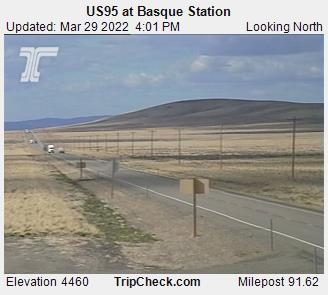 US95 at Basque Station
Updated: Mar 29 2022 4:01 PM Looking North
Elevation 4460 TripCheck.com Milepost 91.62